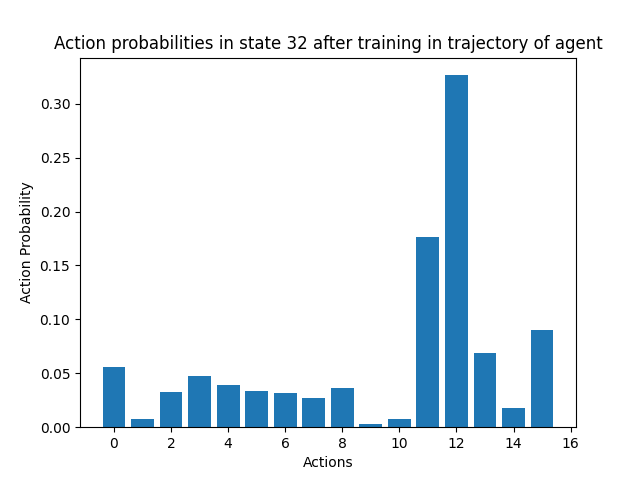 Action probabilities in state 32 after training in trajectory of agent
0.30
0.25
0.20
0.15
0.10
0.05
0.00
Action Probability
0 2 4 6 8 10 12 14 16
Actions